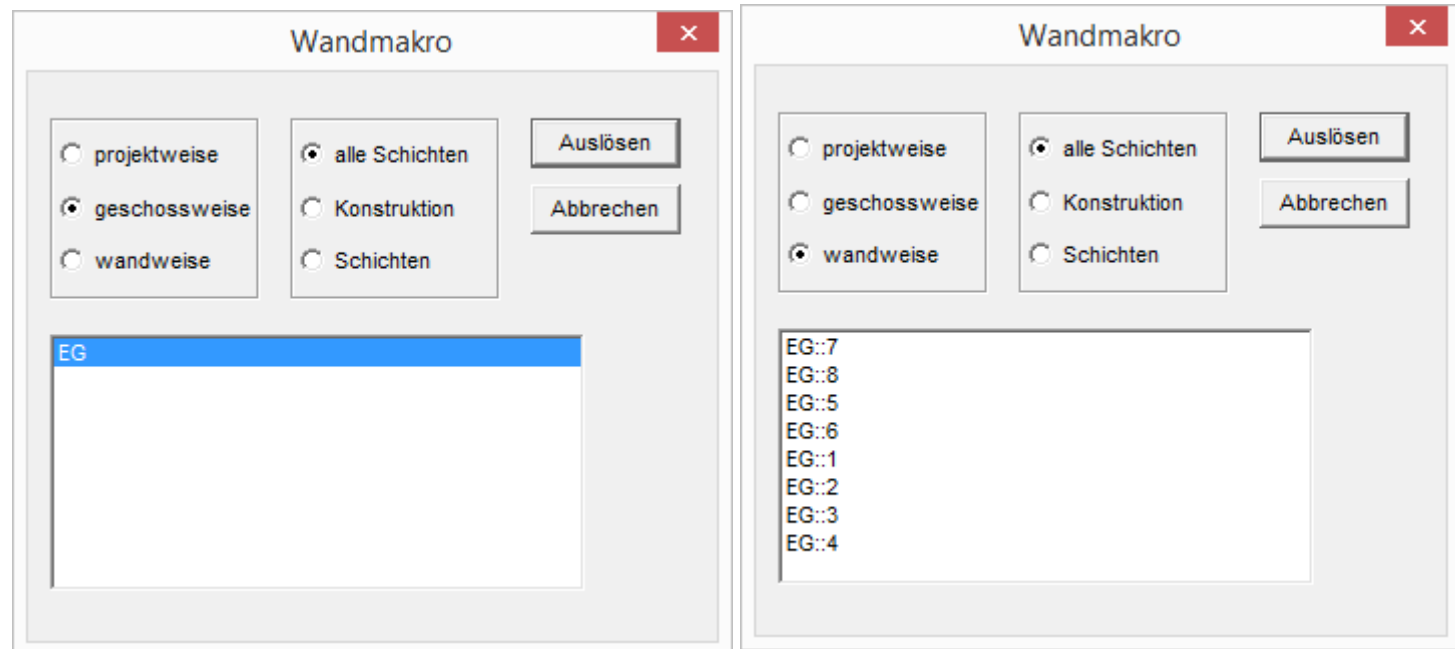 Wandmakro
projektweise
geschossweise
wandweise
alle Schichten
Konstruktion
Schichten
Auslösen
Abbrechen
EG
Wandmakro
projektweise
geschossweise
wandweise
alle Schichten
Konstruktion
Schichten
Auslösen
Abbrechen
EG::7
EG::8
EG::5
EG::6
EG::1
EG::2
EG::3
EG::4